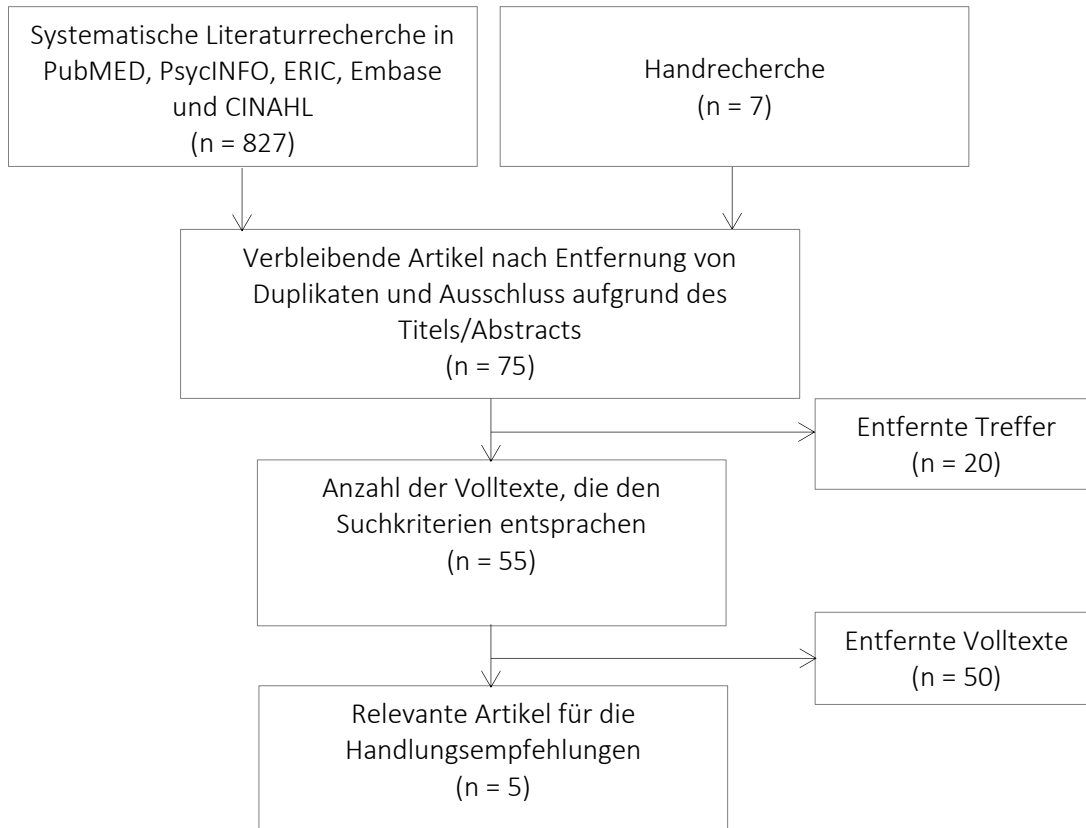 Systematische Literaturrecherche in
PubMED, PsycINFO, ERIC, Embase
und CINAHL
(n = 827)
Handrecherche
(n = 7)
Verbleibende Artikel nach Entfernung von
Duplikaten und Ausschluss aufgrund des
Titels/Abstracts
(n = 75)
Entfernte Treffer
(n = 20)
Anzahl der Volltexte, die den
Suchkriterien entsprachen
(n = 55)
Entfernte Volltexte
(n = 50)
Relevante Artikel für die
Handlungsempfehlungen
(n = 5)